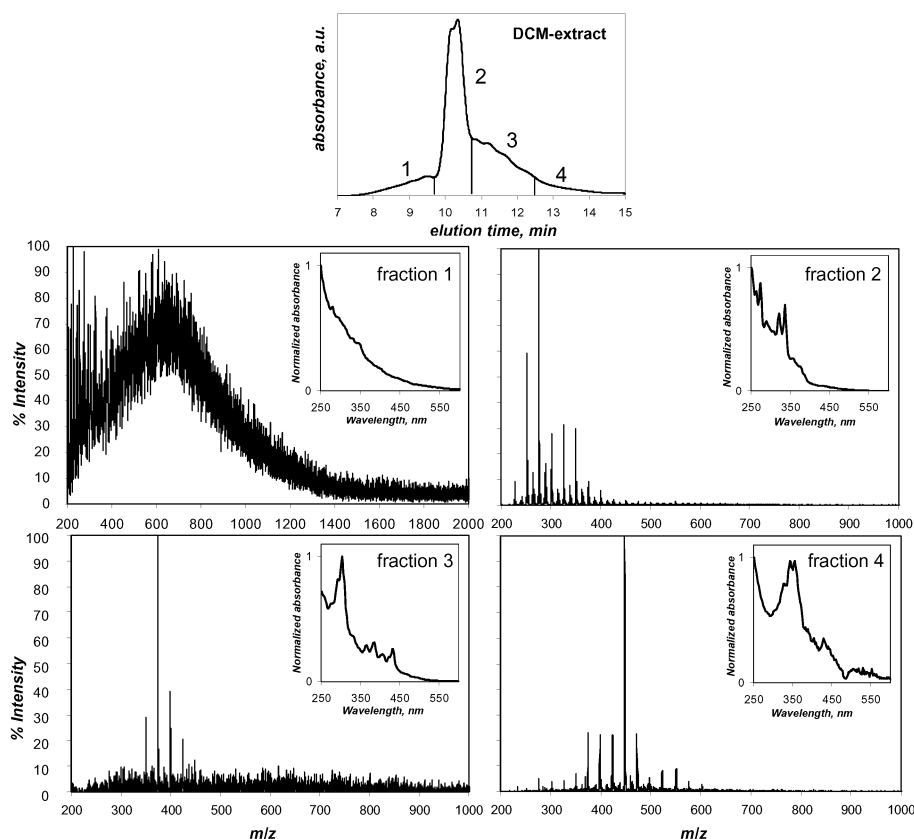 DCM-extract
absorbance, a.u.
1
2
3
4
7 8 9 10 11 12 13 14 15
elution time, min
100
90
80
70
60
50
40
30
20
10
0
% Intensity
200 400 600 800 1000 1200 1400 1600 1800 2000
fraction 1
Normalized absorbance
1
0
250 350 450 550
Wavelength, nm
200 300 400 500 600 700 800 900 1000
fraction 2
Normalized absorbance
1
0
250 350 450 550
Wavelength, nm
100
90
80
70
60
50
40
30
20
10
0
% Intensity
200 300 400 500 600 700 800 900 1000
m/z
fraction 3
Normalized absorbance
1
0
250 350 450 550
Wavelength, nm
200 300 400 500 600 700 800 900 1000
m/z
fraction 4
Normalized absorbance
1
0
250 350 450 550
Wavelength, nm